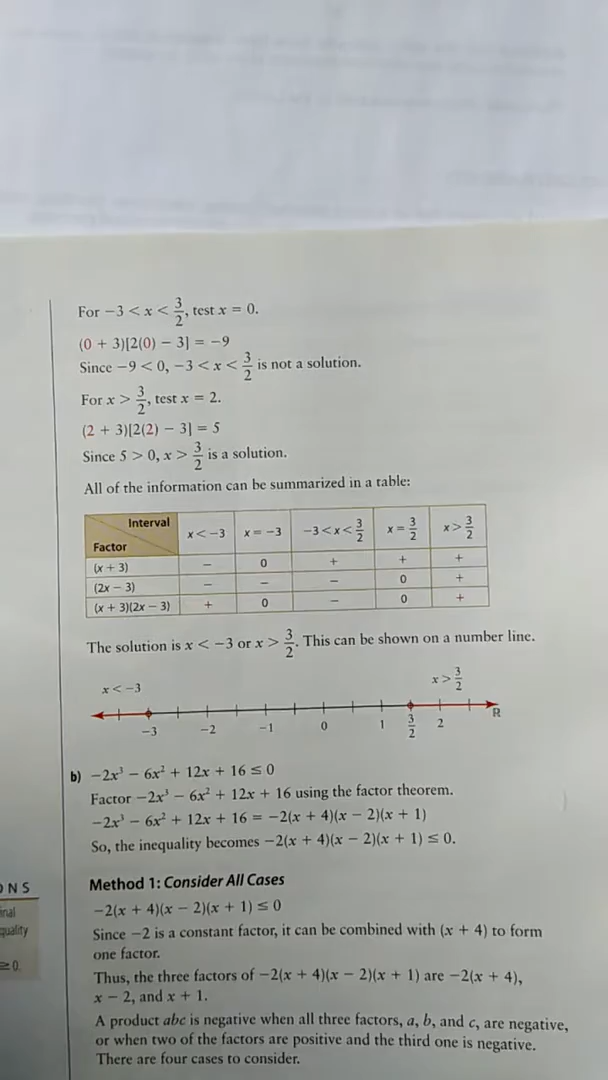 For −3 < x < 3/2, test x = 0.
(0 + 3)[2(0) − 3] = −9
Since −9 < 0, −3 < x < 3/2 is not a solution.
For x > 3/2, test x = 2.
(2 + 3)[2(2) − 3] = 5
Since 5 > 0, x > 3/2 is a solution.
All of the information can be summarized in a table:
Interval
Factor
x < −3 x = −3 −3 < x < 3/2 x = 3/2 x > 3/2
(x + 3) − 0 + + +
(2x − 3) − − − 0 +
(x + 3)(2x − 3) + 0 − 0 +
The solution is x < −3 or x > 3/2. This can be shown on a number line.
x < −3 x > 3/2
−3 −2 −1 0 1 3/2 2 R
b) −2x³ − 6x² + 12x + 16 ≤ 0
Factor −2x³ − 6x² + 12x + 16 using the factor theorem.
−2x³ − 6x² + 12x + 16 = −2(x + 4)(x − 2)(x + 1)
So, the inequality becomes −2(x + 4)(x − 2)(x + 1) ≤ 0.
Method 1: Consider All Cases
−2(x + 4)(x − 2)(x + 1) ≤ 0
Since −2 is a constant factor, it can be combined with (x + 4) to form
one factor.
Thus, the three factors of −2(x + 4)(x − 2)(x + 1) are −2(x + 4),
x − 2, and x + 1.
A product abc is negative when all three factors, a, b, and c, are negative,
or when two of the factors are positive and the third one is negative.
There are four cases to consider.
≥ 0.